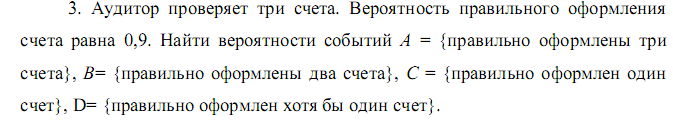 3. Аудитор проверяет три счета. Вероятность правильного оформления
счета равна 0,9. Найти вероятности событий A = {правильно оформлены три
счета}, B= {правильно оформлены два счета}, C = {правильно оформлен один
счет}, D= {правильно оформлен хотя бы один счет}.